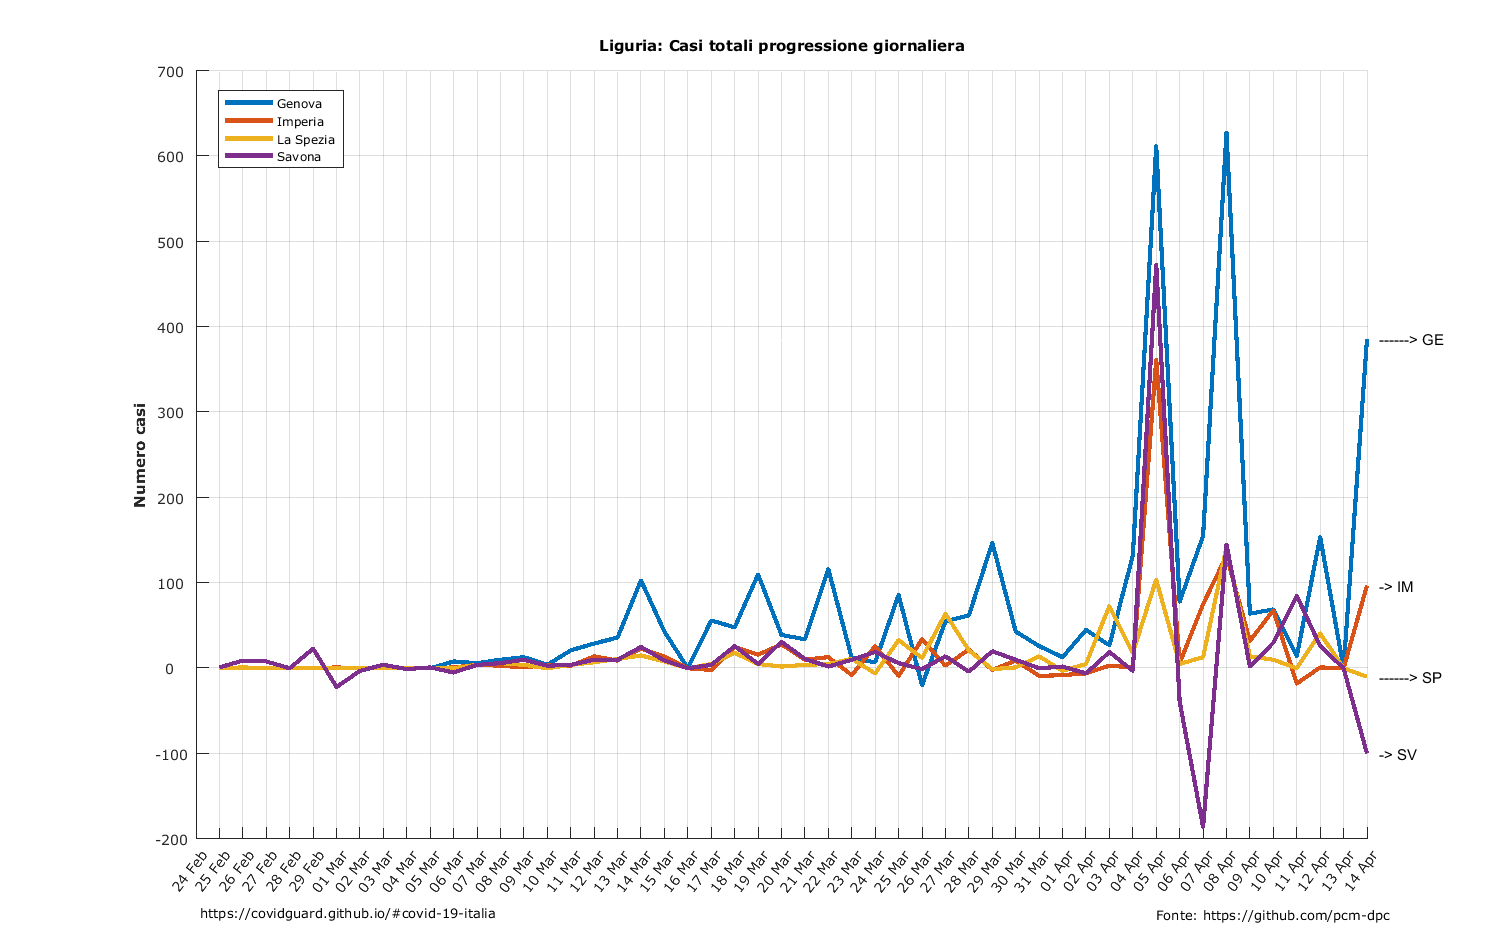 Liguria: Casi totali progressione giornaliera
700
600
500
400
300
200
100
0
-100
-200
Numero casi
Genova
Imperia
La Spezia
Savona
------> GE
-> IM
------> SP
-> SV
24 Feb
25 Feb
26 Feb
27 Feb
28 Feb
29 Feb
01 Mar
02 Mar
03 Mar
04 Mar
05 Mar
06 Mar
07 Mar
08 Mar
09 Mar
10 Mar
11 Mar
12 Mar
13 Mar
14 Mar
15 Mar
16 Mar
17 Mar
18 Mar
19 Mar
20 Mar
21 Mar
22 Mar
23 Mar
24 Mar
25 Mar
26 Mar
27 Mar
28 Mar
29 Mar
30 Mar
31 Mar
01 Apr
02 Apr
03 Apr
04 Apr
05 Apr
06 Apr
07 Apr
08 Apr
09 Apr
10 Apr
11 Apr
12 Apr
13 Apr
14 Apr
https://covidguard.github.io/#covid-19-italia
Fonte: https://github.com/pcm-dpc